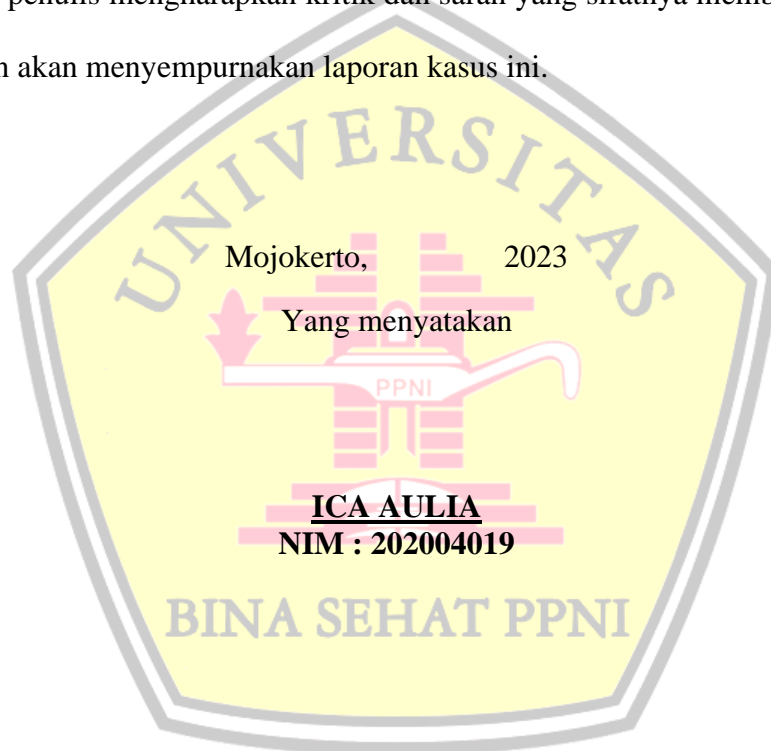 penulis mengharapkan kritik dan saran yang sifatnya
akan menyempurnakan laporan kasus ini.
UNIVERSITAS
Mojokerto, 2023
Yang menyatakan
PPNI
ICA AULIA
NIM : 202004019
BINA SEHAT PPNI